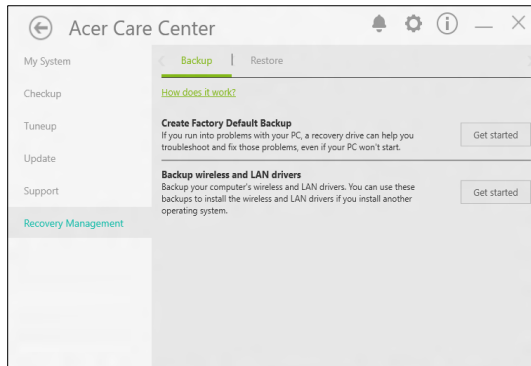 Acer Care Center
My System
Checkup
Tuneup
Update
Support
Recovery Management
Backup
Restore
How does it work?
Create Factory Default Backup
If you run into problems with your PC, a recovery drive can help you
troubleshoot and fix those problems, even if your PC won't start.
Get started
Backup wireless and LAN drivers
Backup your computer's wireless and LAN drivers. You can use these
backups to install the wireless and LAN drivers if you install another
operating system.
Get started